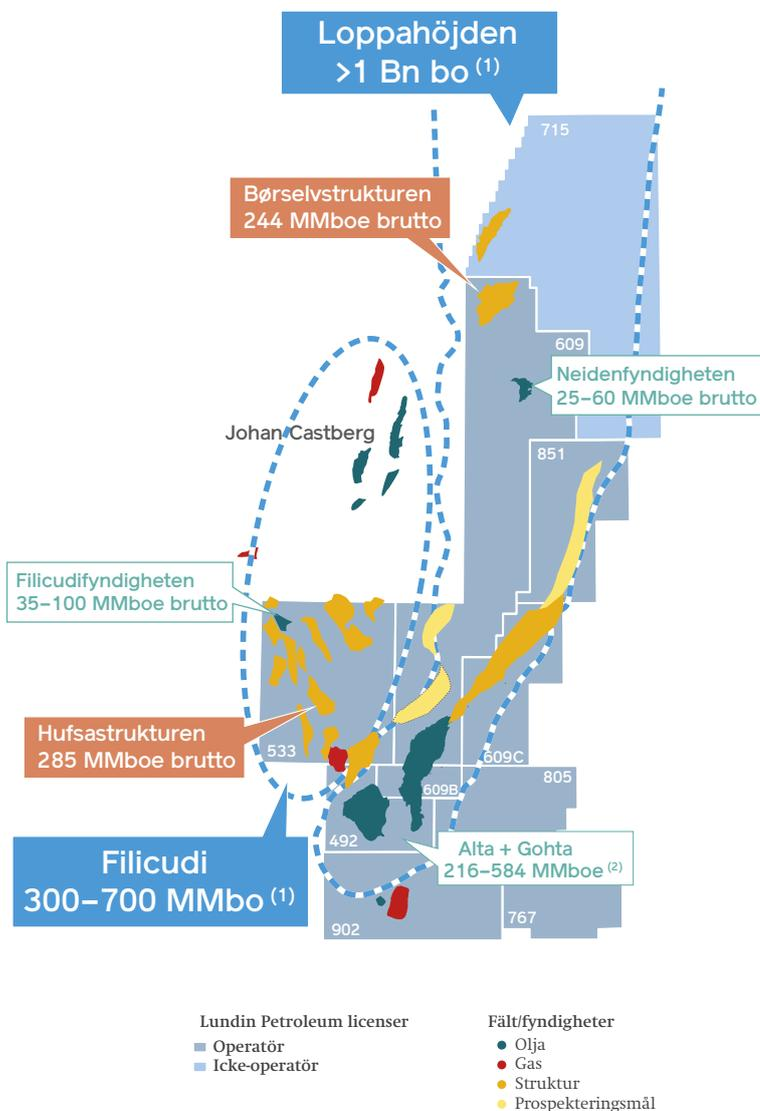 Loppahöjden
>1 Bn bo (1)
715
Børselvstrukturen
244 MMboe brutto
609
Neidenfyndigheten
25–60 MMboe brutto
Johan Castberg
851
Filicudifyndigheten
35–100 MMboe brutto
Hufsastrukturen
285 MMboe brutto
533
609C
805
609B
492
Alta + Gohta
216–584 MMboe (2)
Filicudi
300–700 MMbo (1)
767
902
Lundin Petroleum licenser
Operatör
Icke-operatör
Fält/fyndigheter
Olja
Gas
Struktur
Prospekteringsmål